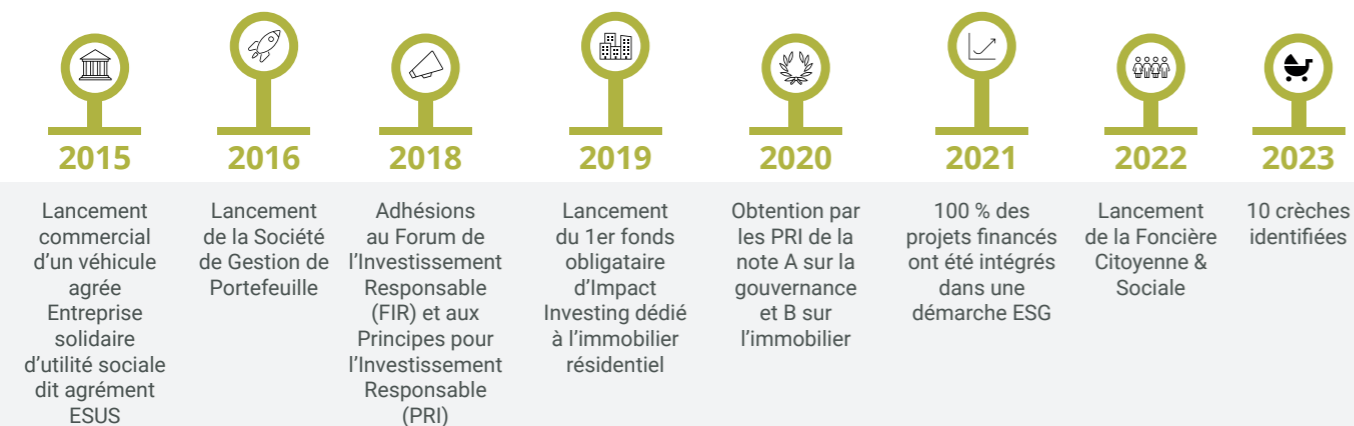 2015
Lancement
commercial
d'un véhicule
agrée
Entreprise
solidaire
d'utilité sociale
dit agrément
ESUS
2016
Lancement
de la Société
de Gestion de
Portefeuille
2018
Adhésions
au Forum de
l'Investissement
Responsable
(FIR) et aux
Principes pour
l'Investissement
Responsable
(PRI)
2019
Lancement
du 1er fonds
obligataire
d'Impact
Investing dédié
à l'immobilier
résidentiel
2020
Obtention par
les PRI de la
note A sur la
gouvernance
et B sur
l'immobilier
2021
100 % des
projets financés
ont été intégrés
dans une
démarche ESG
2022
Lancement
de la Foncière
Citoyenne &
Sociale
2023
10 crèches
identifiées